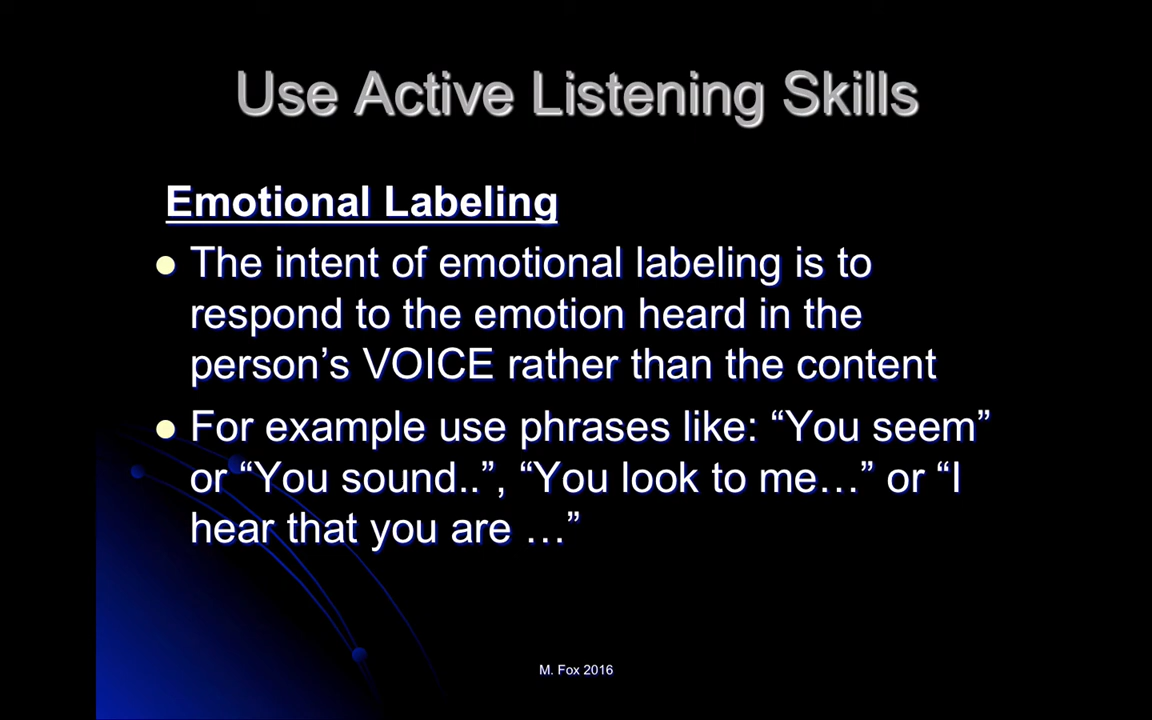 Use Active Listening Skills
Emotional Labeling
● The intent of emotional labeling is to
respond to the emotion heard in the
person’s VOICE rather than the content
● For example use phrases like: “You seem”
or “You sound..”, “You look to me…” or “I
hear that you are …”
M. Fox 2016